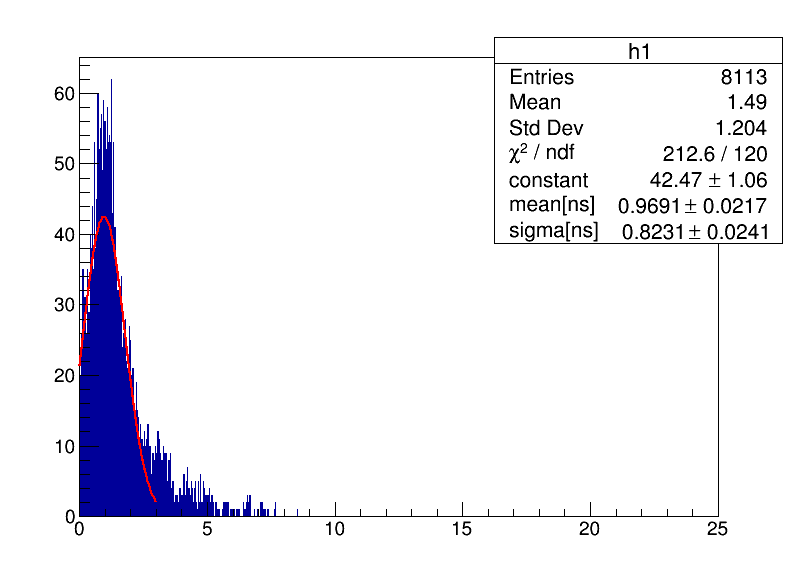 h1
Entries 8113
Mean 1.49
Std Dev 1.204
χ² / ndf 212.6 / 120
constant 42.47 ± 1.06
mean[ns] 0.9691 ± 0.0217
sigma[ns] 0.8231 ± 0.0241
60
50
40
30
20
10
0
0 5 10 15 20 25